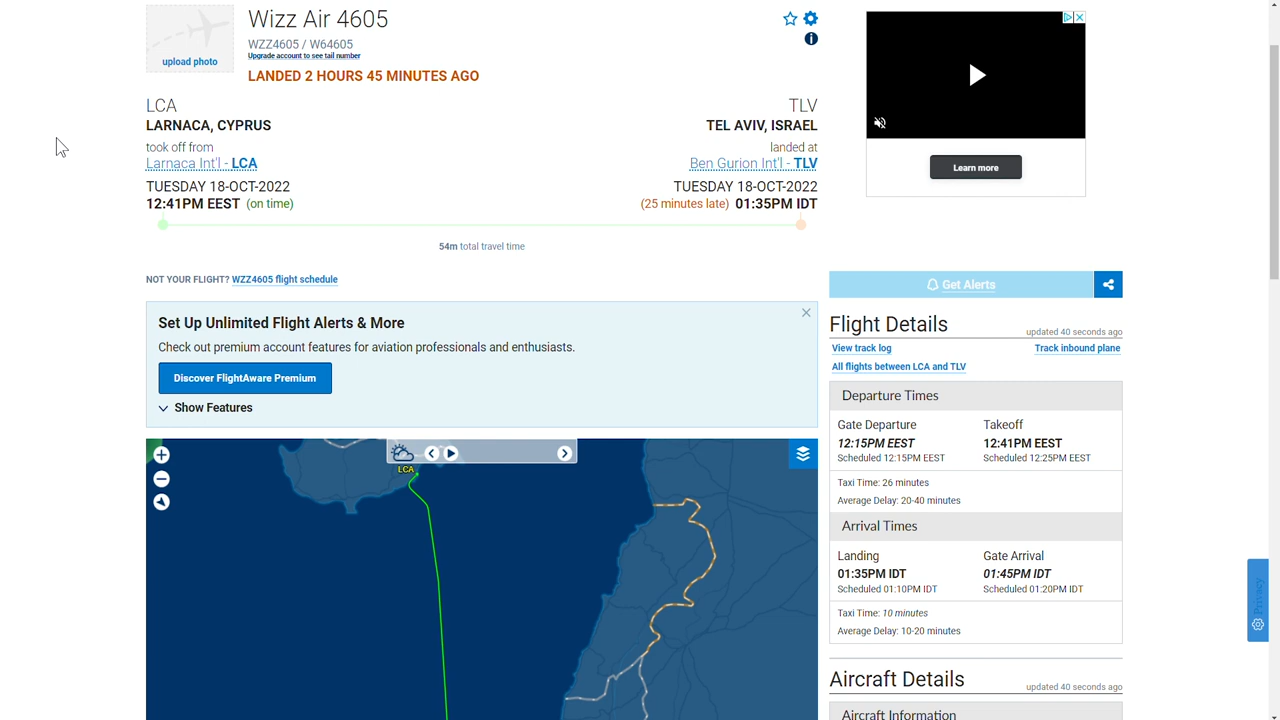 Wizz Air 4605
WZZ4605 / W64605
Upgrade account to see tail number
upload photo
LANDED 2 HOURS 45 MINUTES AGO
LCA
LARNACA, CYPRUS
took off from
Larnaca Int'l - LCA
TUESDAY 18-OCT-2022
12:41PM EEST (on time)
TLV
TEL AVIV, ISRAEL
landed at
Ben Gurion Int'l - TLV
TUESDAY 18-OCT-2022
(25 minutes late) 01:35PM IDT
54m total travel time
NOT YOUR FLIGHT? WZZ4605 flight schedule
Set Up Unlimited Flight Alerts & More
Check out premium account features for aviation professionals and enthusiasts.
Discover FlightAware Premium
Show Features
LCA
Learn more
Get Alerts
Flight Details
updated 40 seconds ago
View track log
Track inbound plane
All flights between LCA and TLV
Departure Times
Gate Departure
12:15PM EEST
Scheduled 12:15PM EEST
Takeoff
12:41PM EEST
Scheduled 12:25PM EEST
Taxi Time: 26 minutes
Average Delay: 20-40 minutes
Arrival Times
Landing
01:35PM IDT
Scheduled 01:10PM IDT
Gate Arrival
01:45PM IDT
Scheduled 01:20PM IDT
Taxi Time: 10 minutes
Average Delay: 10-20 minutes
Aircraft Details
updated 40 seconds ago
Aircraft Information
Privacy